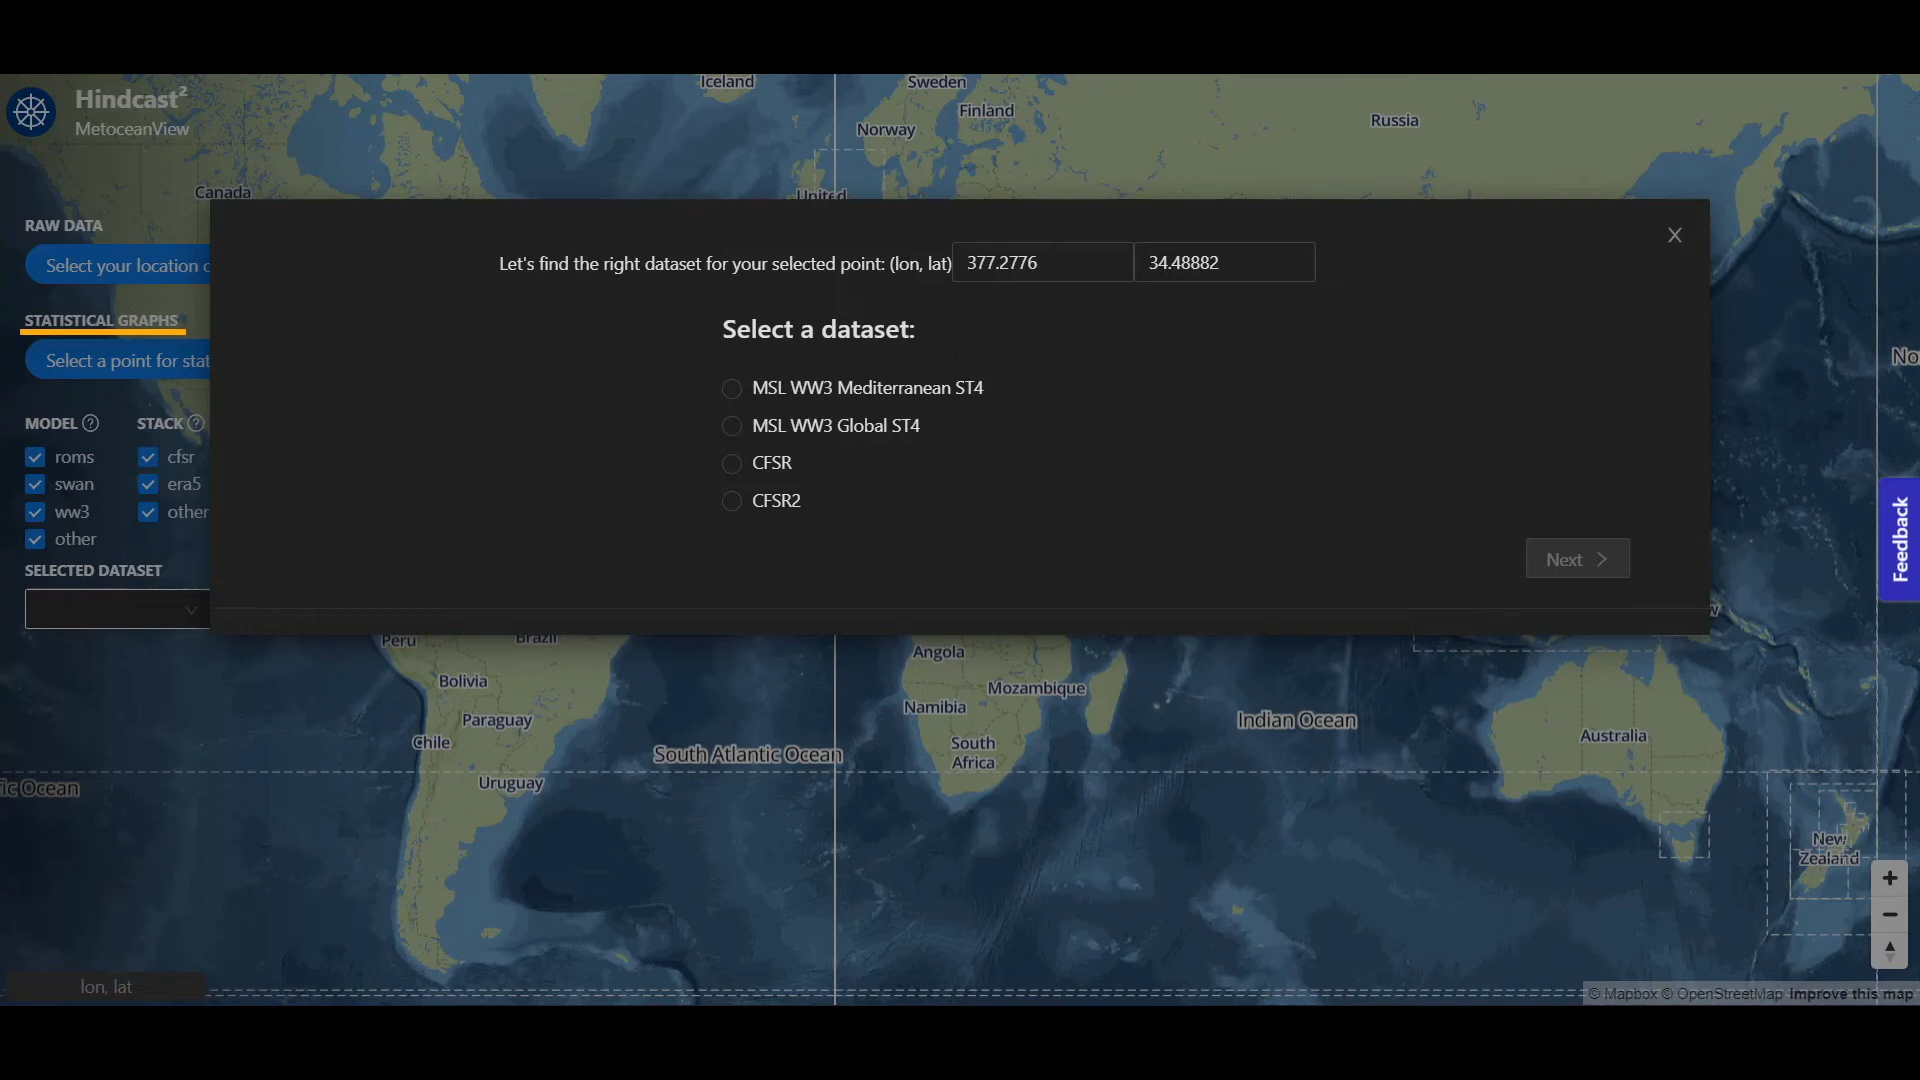 Iceland
Sweden
Hindcast²
MetoceanView
Finland
Norway
Russia
Canada
United
RAW DATA
Select your location o
Let's find the right dataset for your selected point: (lon, lat) 377.2776 34.48882
STATISTICAL GRAPHS
Select a point for stat
Select a dataset:
No
MSL WW3 Mediterranean ST4
MSL WW3 Global ST4
CFSR
CFSR2
MODEL ? STACK ?
roms cfsr
swan era5
ww3 other
other
SELECTED DATASET
Next
Feedback
Peru
Brazil
Angola
Bolivia
Mozambique
Namibia
Paraguay
Indian Ocean
Chile
South
Africa
Australia
South Atlantic Ocean
Uruguay
ic Ocean
New
Zealand
lon, lat
© Mapbox © OpenStreetMap Improve this map